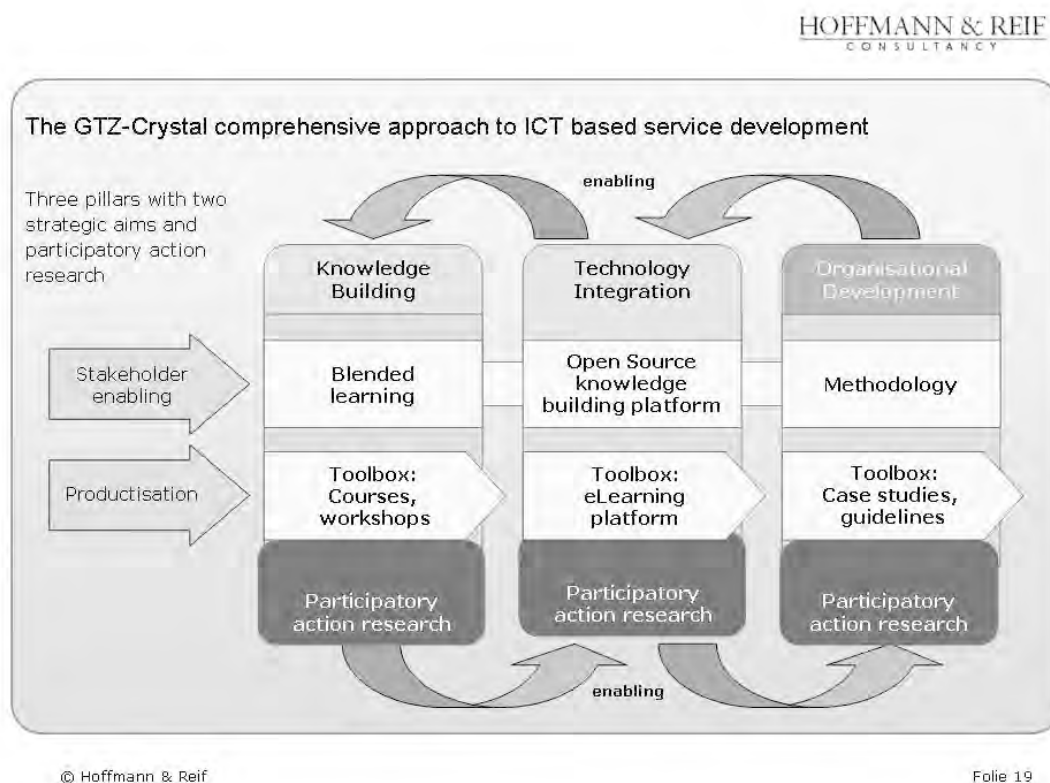 HOFFMANN & REIF
CONSULTANCY
The GTZ-Crystal comprehensive approach to ICT based service development
Three pillars with two
strategic aims and
participatory action
research
enabling
Knowledge
Building
Technology
Integration
Organisational
Development
Stakeholder
enabling
Blended
learning
Open Source
knowledge
building platform
Methodology
Productisation
Toolbox:
Courses,
workshops
Toolbox:
eLearning
platform
Toolbox:
Case studies,
guidelines
Participatory
action research
Participatory
action research
Participatory
action research
enabling
© Hoffmann & Reif
Folie 19